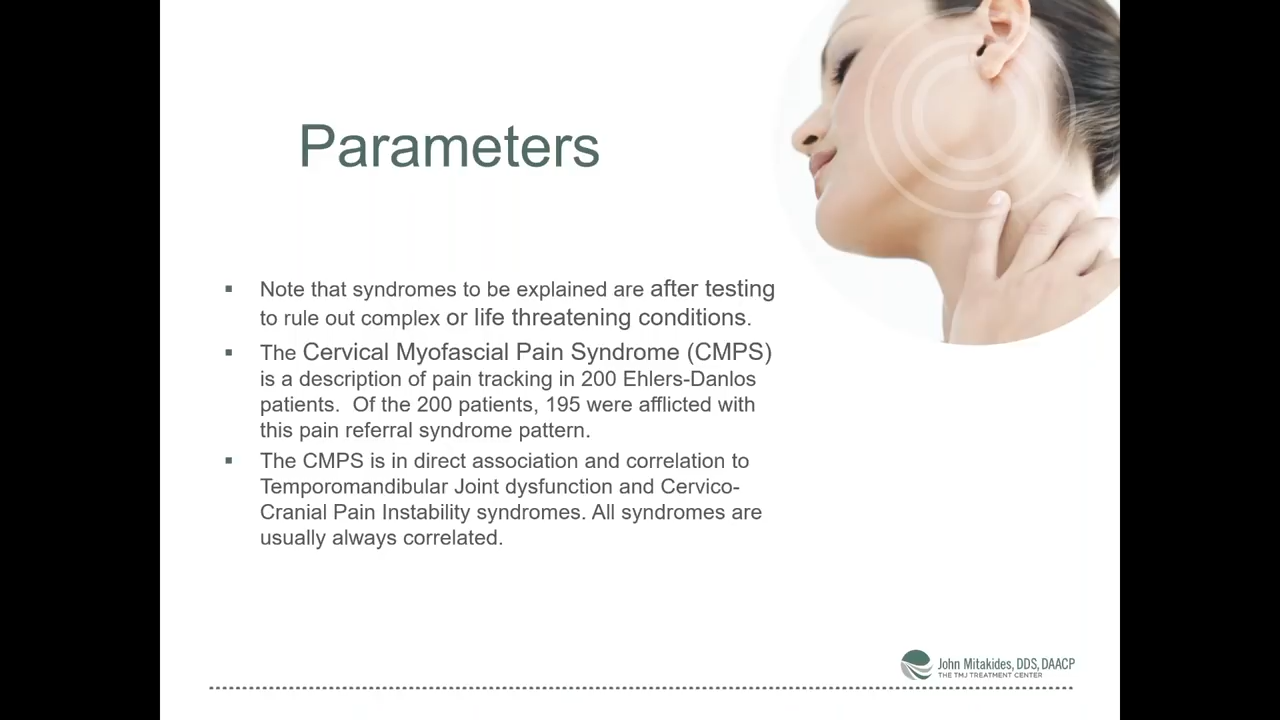 Parameters
Note that syndromes to be explained are after testing
to rule out complex or life threatening conditions.
The Cervical Myofascial Pain Syndrome (CMPS)
is a description of pain tracking in 200 Ehlers-Danlos
patients.  Of the 200 patients, 195 were afflicted with
this pain referral syndrome pattern.
The CMPS is in direct association and correlation to
Temporomandibular Joint dysfunction and Cervico-
Cranial Pain Instability syndromes. All syndromes are
usually always correlated.
John Mitakides, DDS, DAACP
THE TMJ TREATMENT CENTER